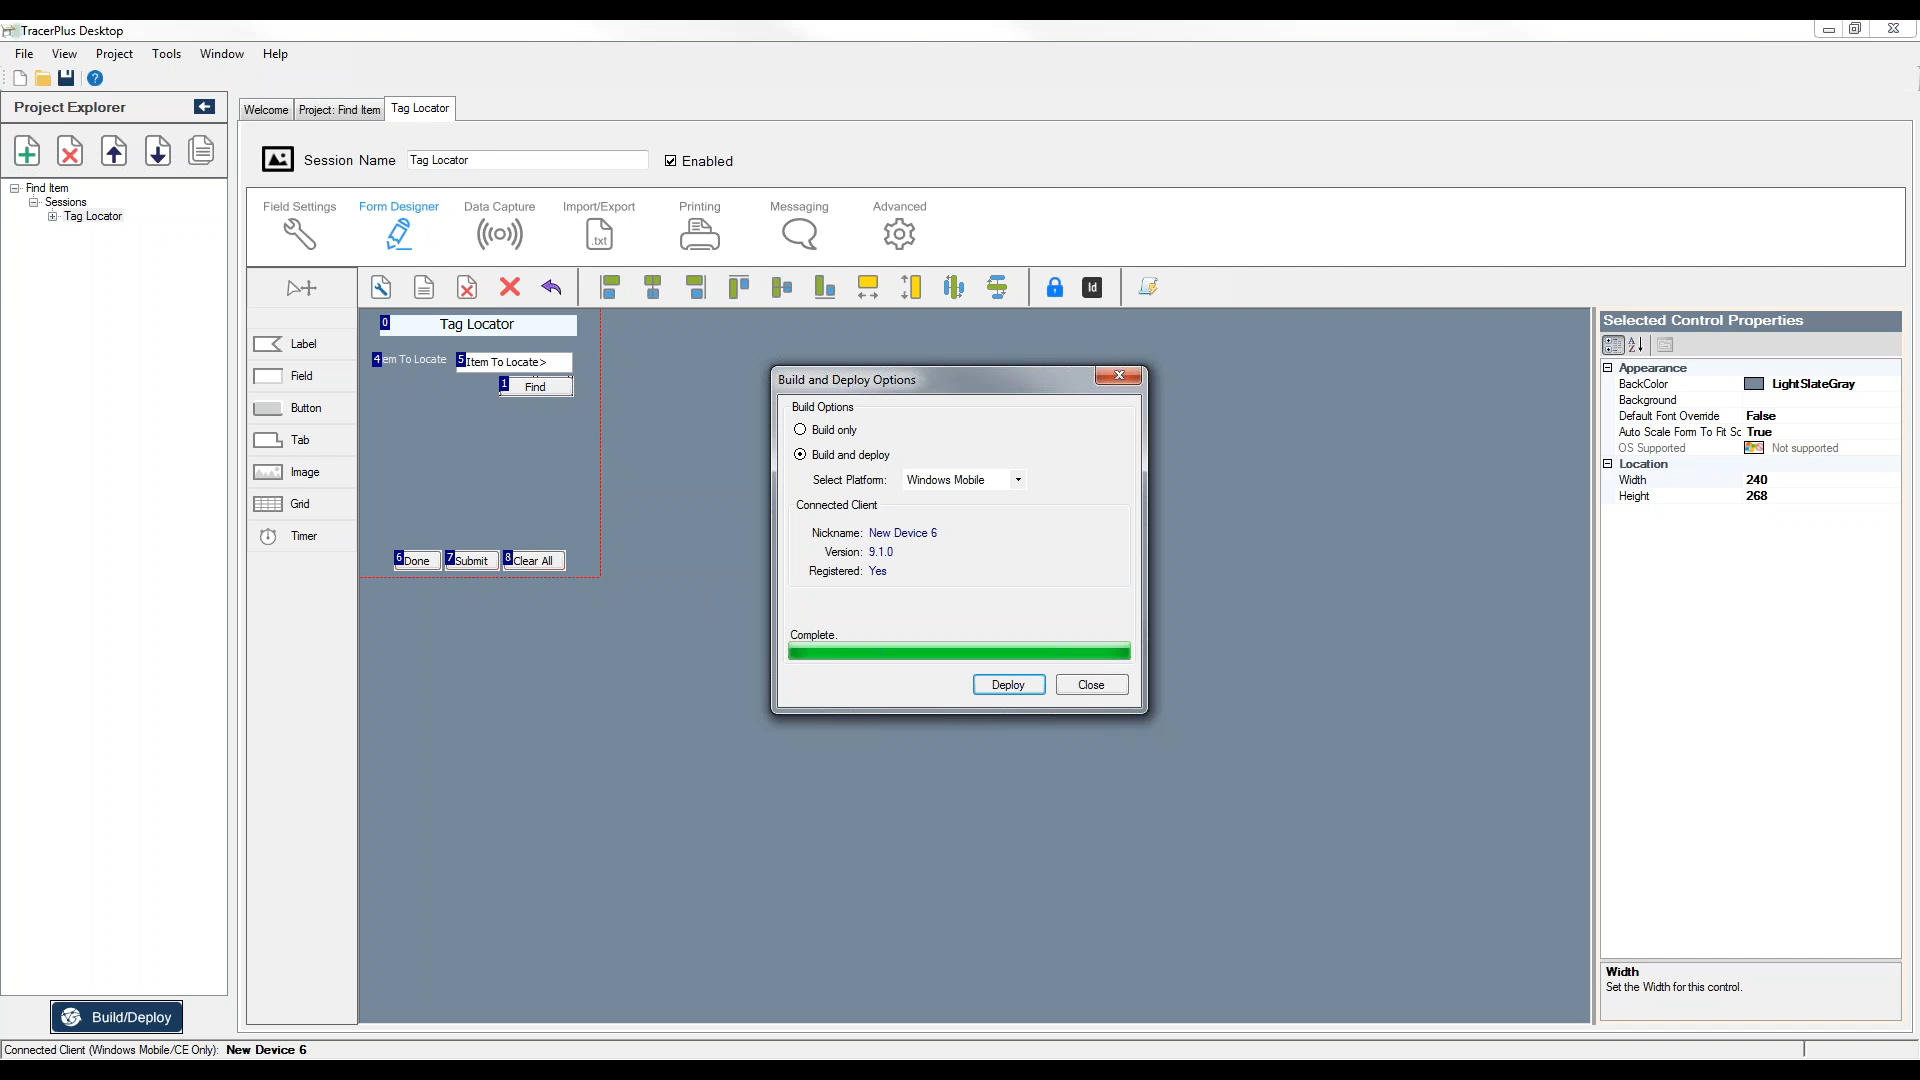 TracerPlus Desktop
File View Project Tools Window Help
Project Explorer
Find Item
Sessions
Tag Locator
Build/Deploy
Welcome Project: Find Item Tag Locator
Session Name Tag Locator Enabled
Field Settings Form Designer Data Capture Import/Export Printing Messaging Advanced
.txt
Id
Label
Field
Button
Tab
Image
Grid
Timer
0 Tag Locator
4 em To Locate 5 Item To Locate>
1 Find
6 Done 7 Submit 8 Clear All
Build and Deploy Options
Build Options
Build only
Build and deploy
Select Platform: Windows Mobile
Connected Client
Nickname: New Device 6
Version: 9.1.0
Registered: Yes
Complete.
Deploy Close
Selected Control Properties
Appearance
BackColor LightSlateGray
Background
Default Font Override False
Auto Scale Form To Fit Sc True
OS Supported Not supported
Location
Width 240
Height 268
Width
Set the Width for this control.
Connected Client (Windows Mobile/CE Only): New Device 6